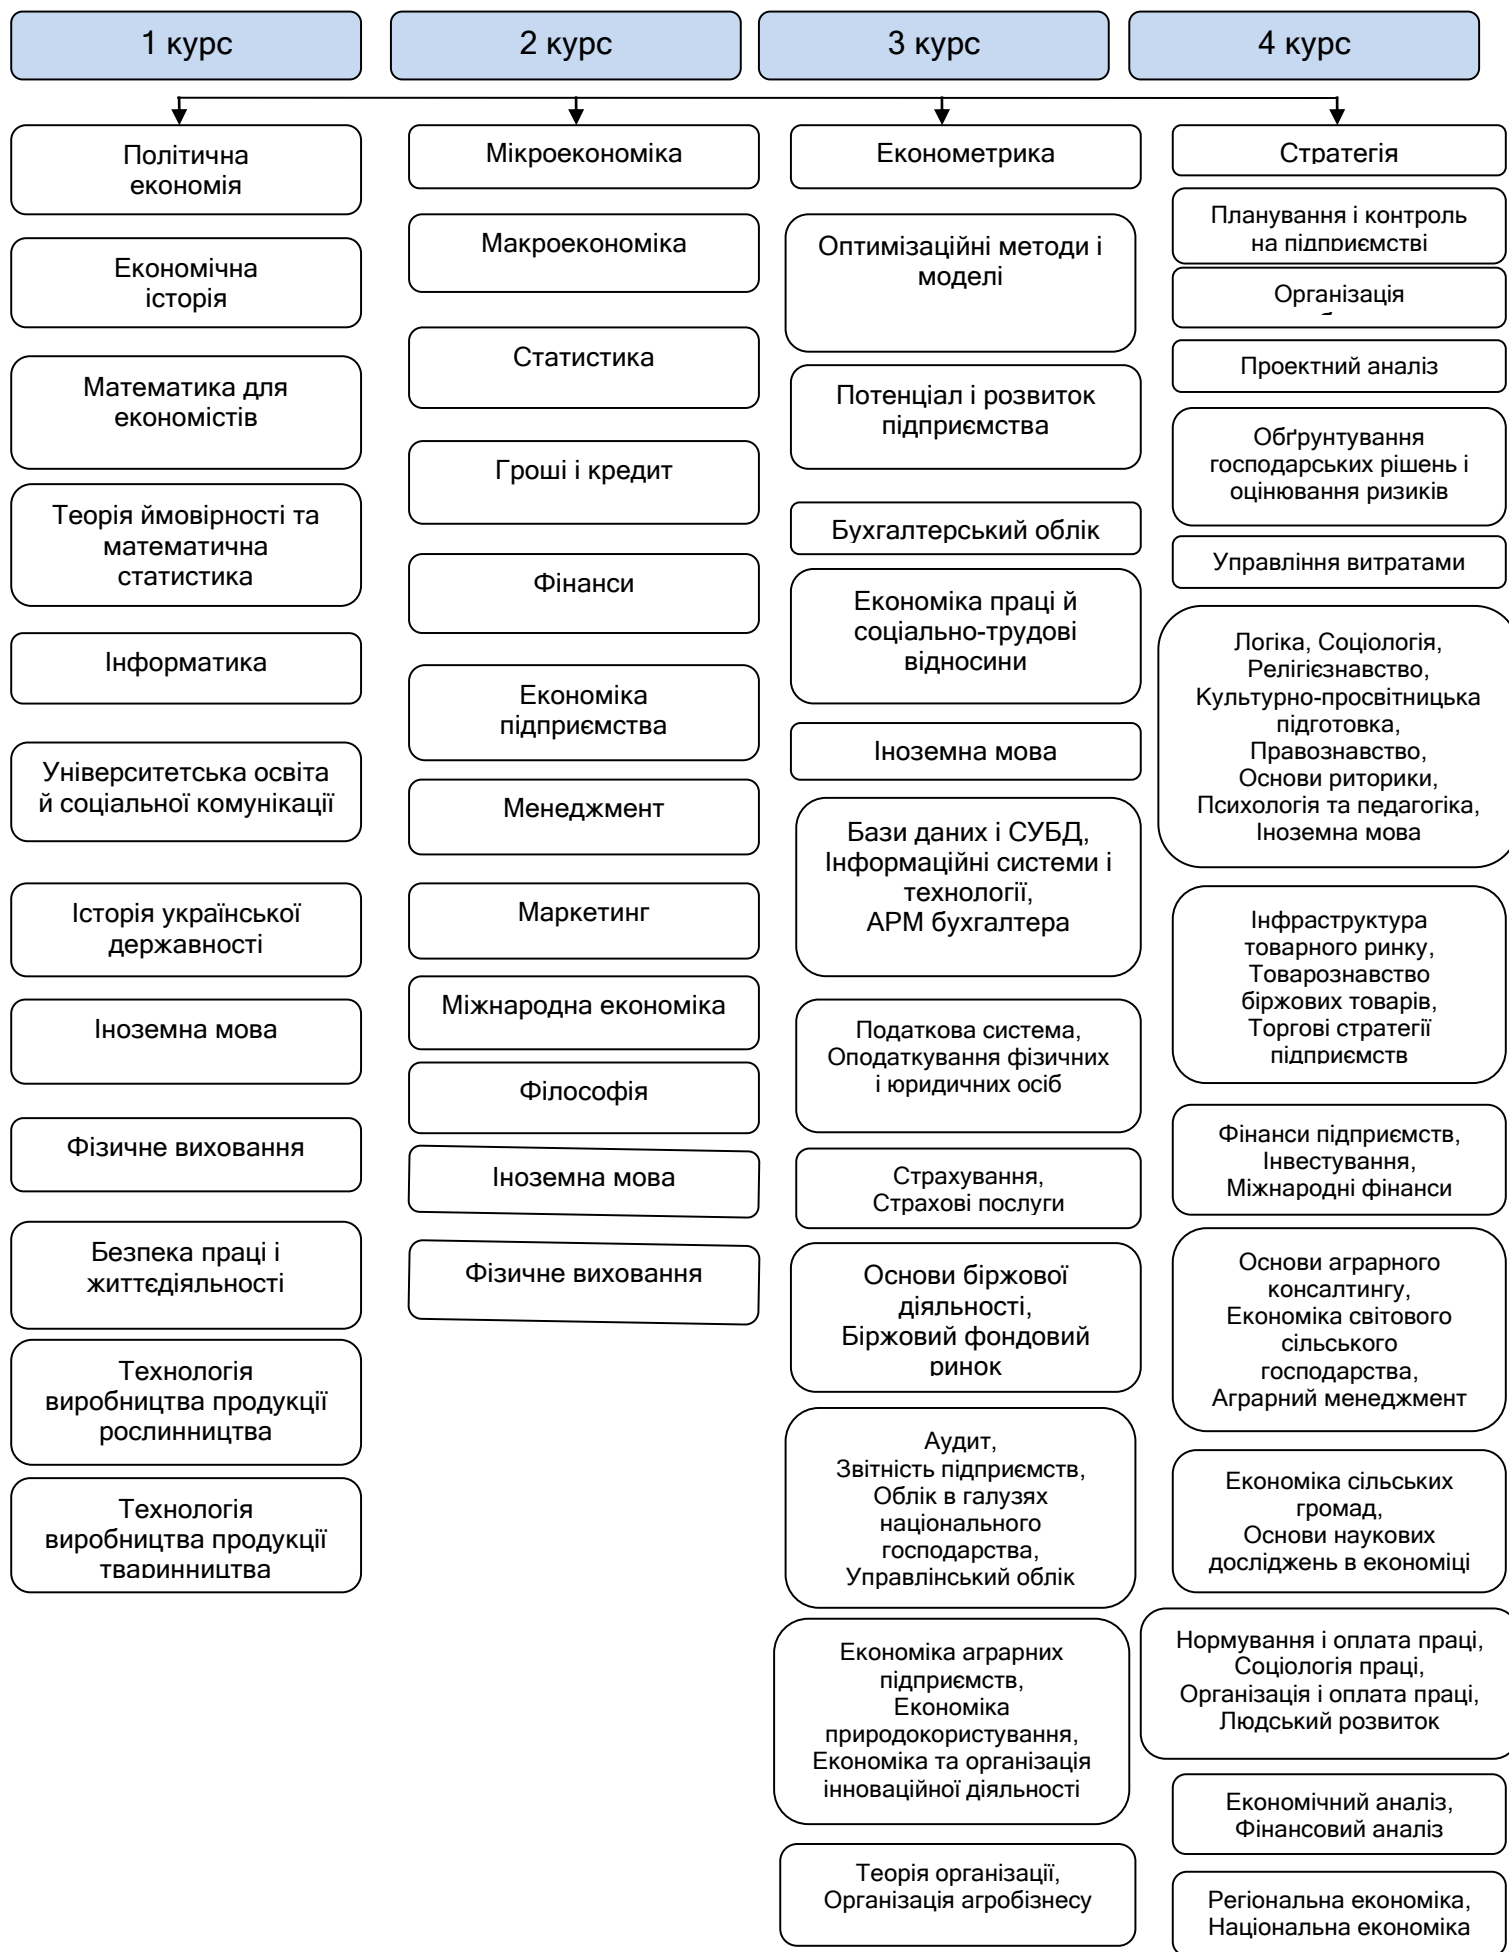 1 курс
2 курс
3 курс
4 курс
Політична
економія
Економічна
історія
Математика для
економістів
Теорія ймовірності та
математична
статистика
Інформатика
Університетська освіта
й соціальної комунікації
Історія української
державності
Іноземна мова
Фізичне виховання
Безпека праці і
життєдіяльності
Технологія
виробництва продукції
рослинництва
Технологія
виробництва продукції
тваринництва
Мікроекономіка
Макроекономіка
Статистика
Гроші і кредит
Фінанси
Економіка
підприємства
Менеджмент
Маркетинг
Міжнародна економіка
Філософія
Іноземна мова
Фізичне виховання
Економетрика
Оптимізаційні методи і
моделі
Потенціал і розвиток
підприємства
Бухгалтерський облік
Економіка праці й
соціально-трудові
відносини
Іноземна мова
Бази даних і СУБД,
Інформаційні системи і
технології,
АРМ бухгалтера
Податкова система,
Оподаткування фізичних
і юридичних осіб
Страхування,
Страхові послуги
Основи біржової
діяльності,
Біржовий фондовий
ринок
Аудит,
Звітність підприємств,
Облік в галузях
національного
господарства,
Управлінський облік
Економіка аграрних
підприємств,
Економіка
природокористування,
Економіка та організація
інноваційної діяльності
Теорія організації,
Організація агробізнесу
Стратегія
Планування і контроль
на підприємстві
Організація
Проектний аналіз
Обґрунтування
господарських рішень і
оцінювання ризиків
Управління витратами
Логіка, Соціологія,
Релігієзнавство,
Культурно-просвітницька
підготовка,
Правознавство,
Основи риторики,
Психологія та педагогіка,
Іноземна мова
Інфраструктура
товарного ринку,
Товарознавство
біржових товарів,
Торгові стратегії
підприємств
Фінанси підприємств,
Інвестування,
Міжнародні фінанси
Основи аграрного
консалтингу,
Економіка світового
сільського
господарства,
Аграрний менеджмент
Економіка сільських
громад,
Основи наукових
досліджень в економіці
Нормування і оплата праці,
Соціологія праці,
Організація і оплата праці,
Людський розвиток
Економічний аналіз,
Фінансовий аналіз
Регіональна економіка,
Національна економіка